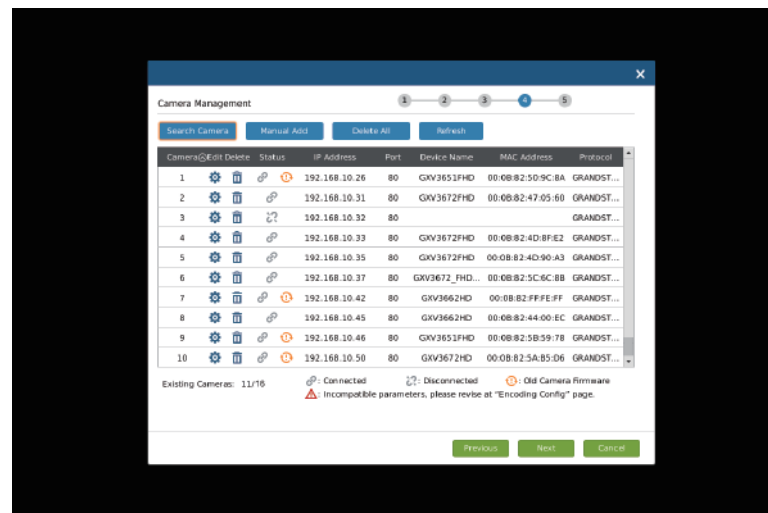 Camera Management
1 2 3 4 5
Search Camera Manual Add Delete All Refresh
Camera Edit Delete Status IP Address Port Device Name MAC Address Protocol
1 192.168.10.26 80 GXV3651FHD 00:0B:82:50:9C:8A GRANDST...
2 192.168.10.31 80 GXV3672FHD 00:0B:82:47:05:60 GRANDST...
3 192.168.10.32 80 GRANDST...
4 192.168.10.33 80 GXV3672FHD 00:0B:82:4D:8F:E2 GRANDST...
5 192.168.10.35 80 GXV3672FHD 00:0B:82:4D:90:A3 GRANDST...
6 192.168.10.37 80 GXV3672_FHD... 00:0B:82:5C:6C:8B GRANDST...
7 192.168.10.42 80 GXV3662HD 00:0B:82:FF:FE:FF GRANDST...
8 192.168.10.45 80 GXV3662HD 00:0B:82:44:00:EC GRANDST...
9 192.168.10.46 80 GXV3651FHD 00:0B:82:5B:59:78 GRANDST...
10 192.168.10.50 80 GXV3672HD 00:0B:82:5A:B5:D6 GRANDST...
Existing Cameras: 11/16 : Connected : Disconnected : Old Camera Firmware
: Incompatible parameters, please revise at "Encoding Config" page.
Previous Next Cancel